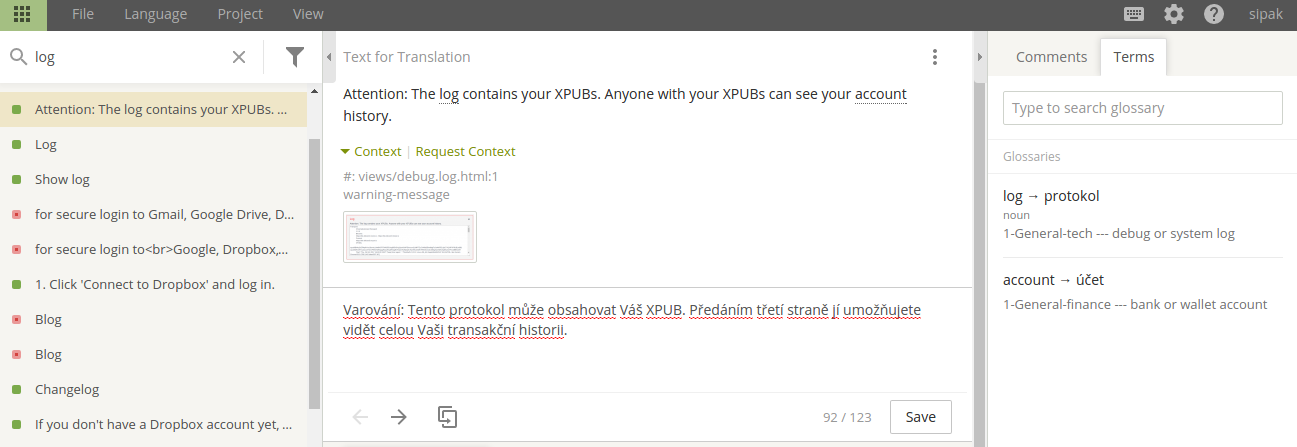 File Language Project View sipak
log
Attention: The log contains your XPUBs. ...
Log
Show log
for secure login to Gmail, Google Drive, D...
for secure login to<br>Google, Dropbox,...
1. Click 'Connect to Dropbox' and log in.
Blog
Blog
Changelog
If you don't have a Dropbox account yet, ...
Text for Translation
Attention: The log contains your XPUBs. Anyone with your XPUBs can see your account
history.
Context | Request Context
#: views/debug.log.html:1
warning-message
Varování: Tento protokol může obsahovat Váš XPUB. Předáním třetí straně jí umožňujete
vidět celou Vaši transakční historii.
92 / 123 Save
Comments Terms
Type to search glossary
Glossaries
log → protokol
noun
1-General-tech --- debug or system log
account → účet
1-General-finance --- bank or wallet account